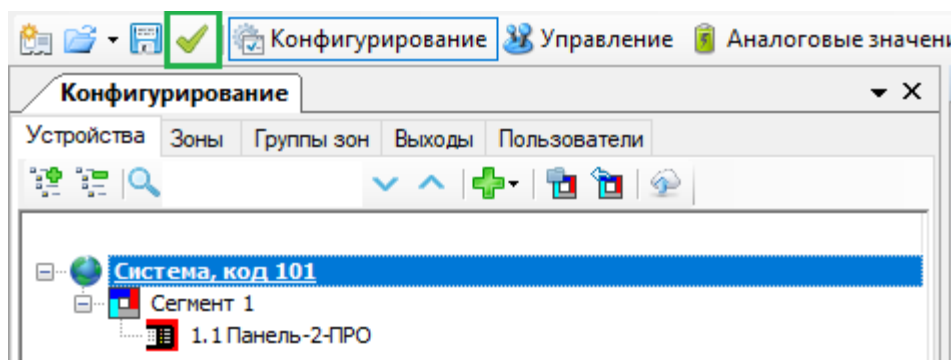 Конфигурирование Управление Аналоговые значен
Конфигурирование
Устройства Зоны Группы зон Выходы Пользователи
Система, код 101
Сегмент 1
1.1 Панель-2-ПРО